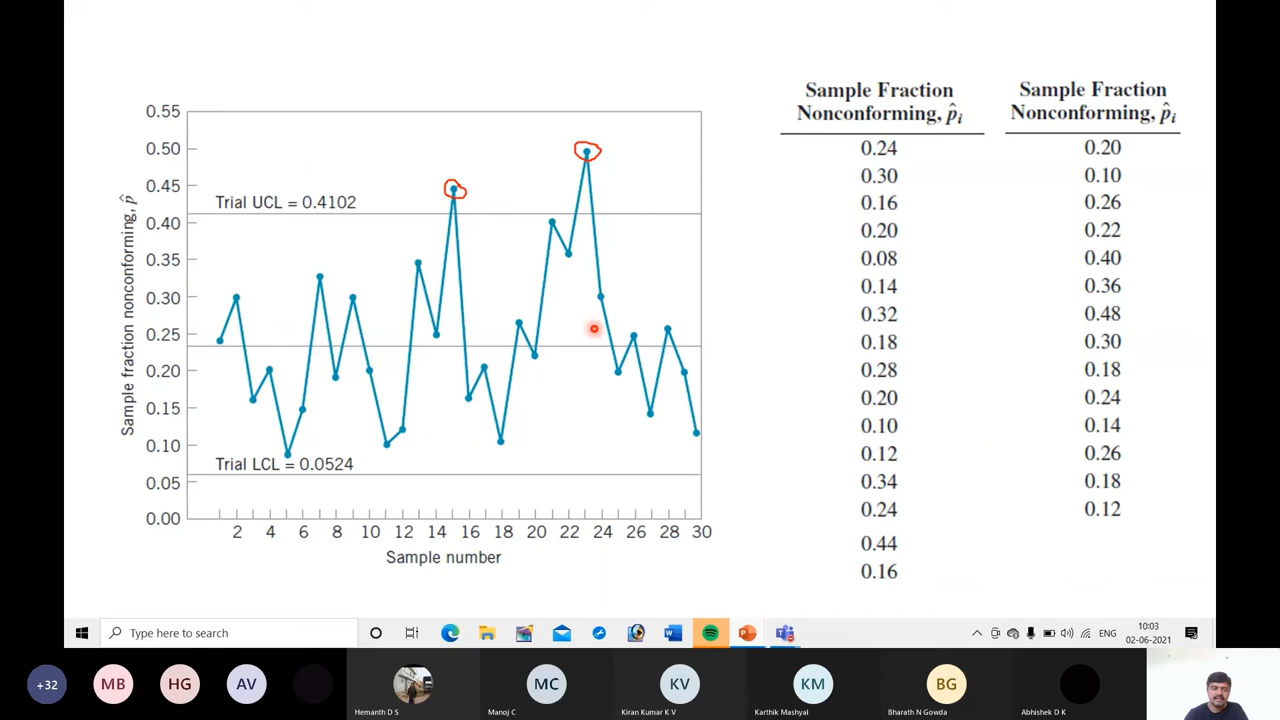 0.55
0.50
0.45
0.40
0.35
0.30
0.25
0.20
0.15
0.10
0.05
0.00
Sample fraction nonconforming, p̂
Trial UCL = 0.4102
Trial LCL = 0.0524
2 4 6 8 10 12 14 16 18 20 22 24 26 28 30
Sample number
Sample Fraction
Nonconforming, p̂i
0.24
0.30
0.16
0.20
0.08
0.14
0.32
0.18
0.28
0.20
0.10
0.12
0.34
0.24
0.44
0.16
Sample Fraction
Nonconforming, p̂i
0.20
0.10
0.26
0.22
0.40
0.36
0.48
0.30
0.18
0.24
0.14
0.26
0.18
0.12
Type here to search
ENG
10:03
02-06-2021
+32
MB
HG
AV
Hemanth D S
MC
Manoj C
KV
Kiran Kumar K V
KM
Karthik Mashyal
BG
Bharath N Gowda
Abhishek D K